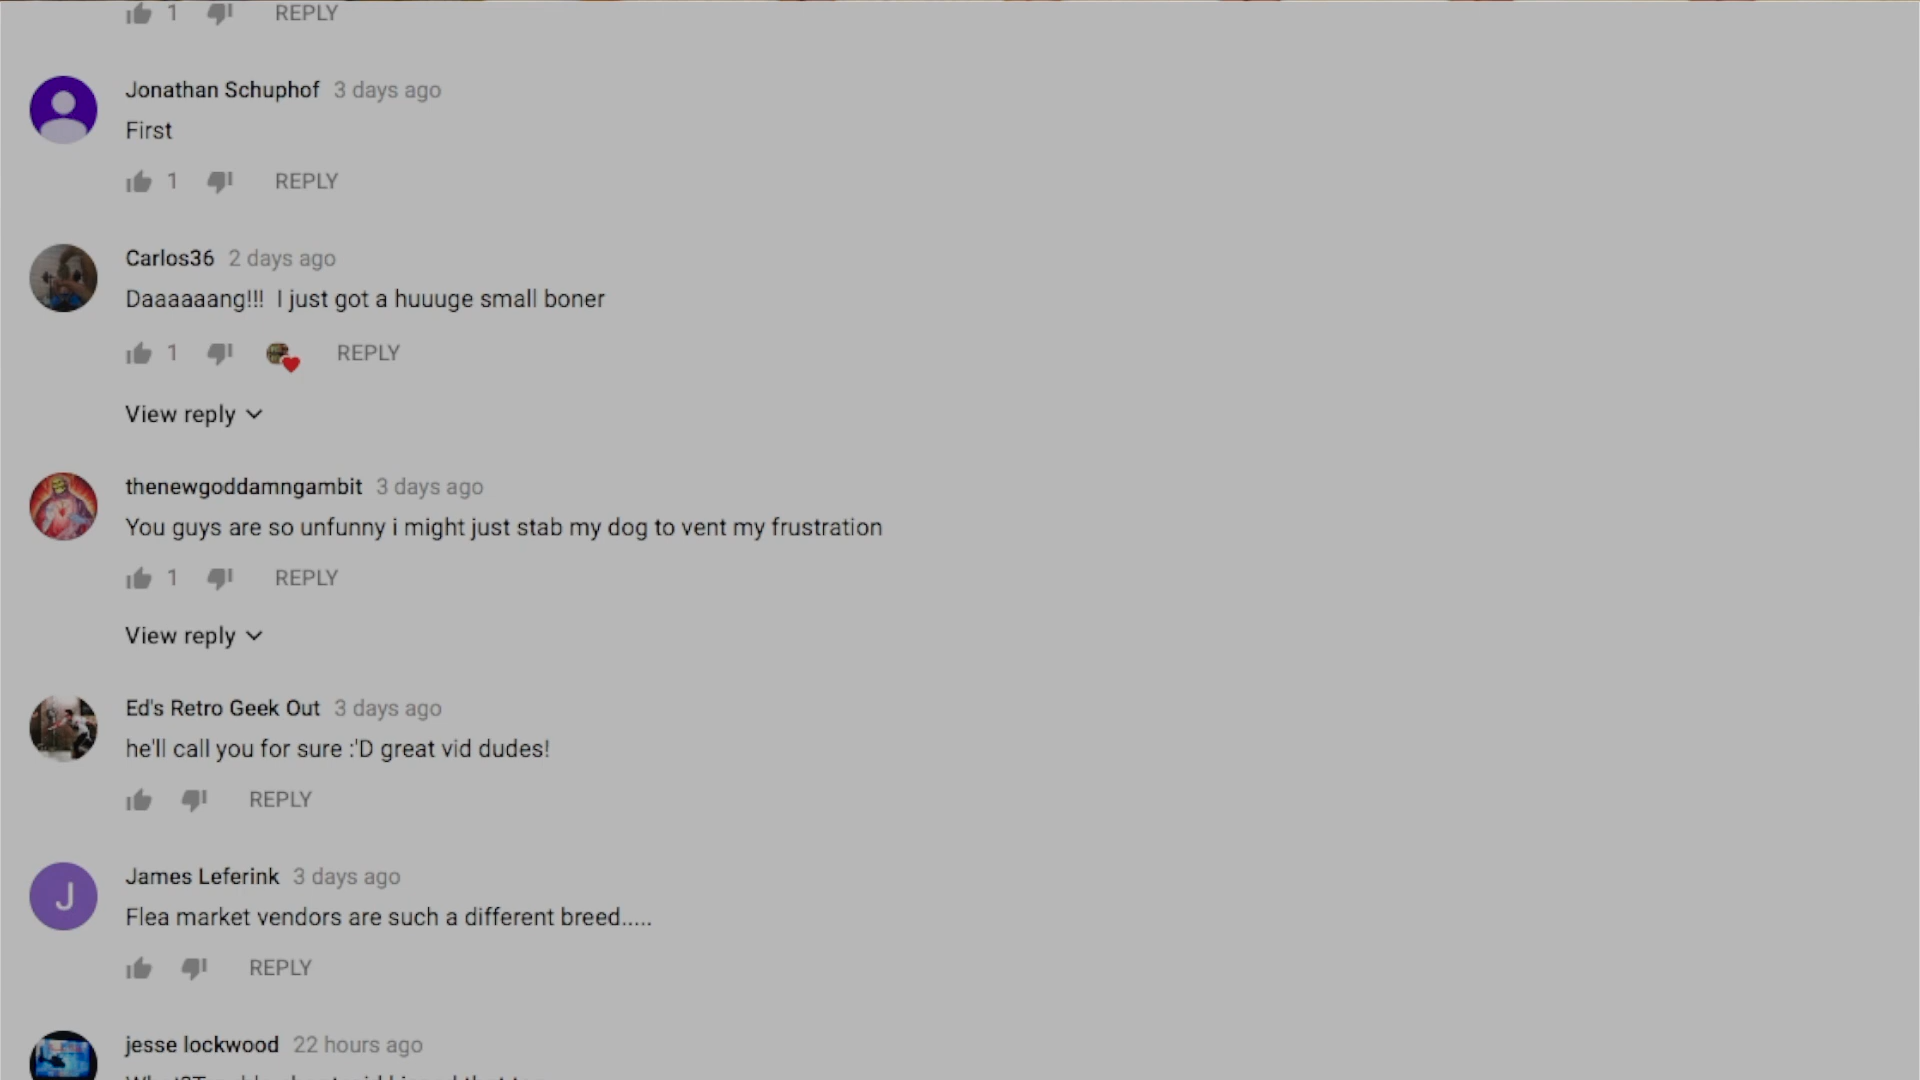 1 REPLY
Jonathan Schuphof 3 days ago
First
1 REPLY
Carlos36 2 days ago
Daaaaaang!!! I just got a huuuge small boner
1 REPLY
View reply
thenewgoddamngambit 3 days ago
You guys are so unfunny i might just stab my dog to vent my frustration
1 REPLY
View reply
Ed's Retro Geek Out 3 days ago
he'll call you for sure :'D great vid dudes!
REPLY
J
James Leferink 3 days ago
Flea market vendors are such a different breed.....
REPLY
jesse lockwood 22 hours ago